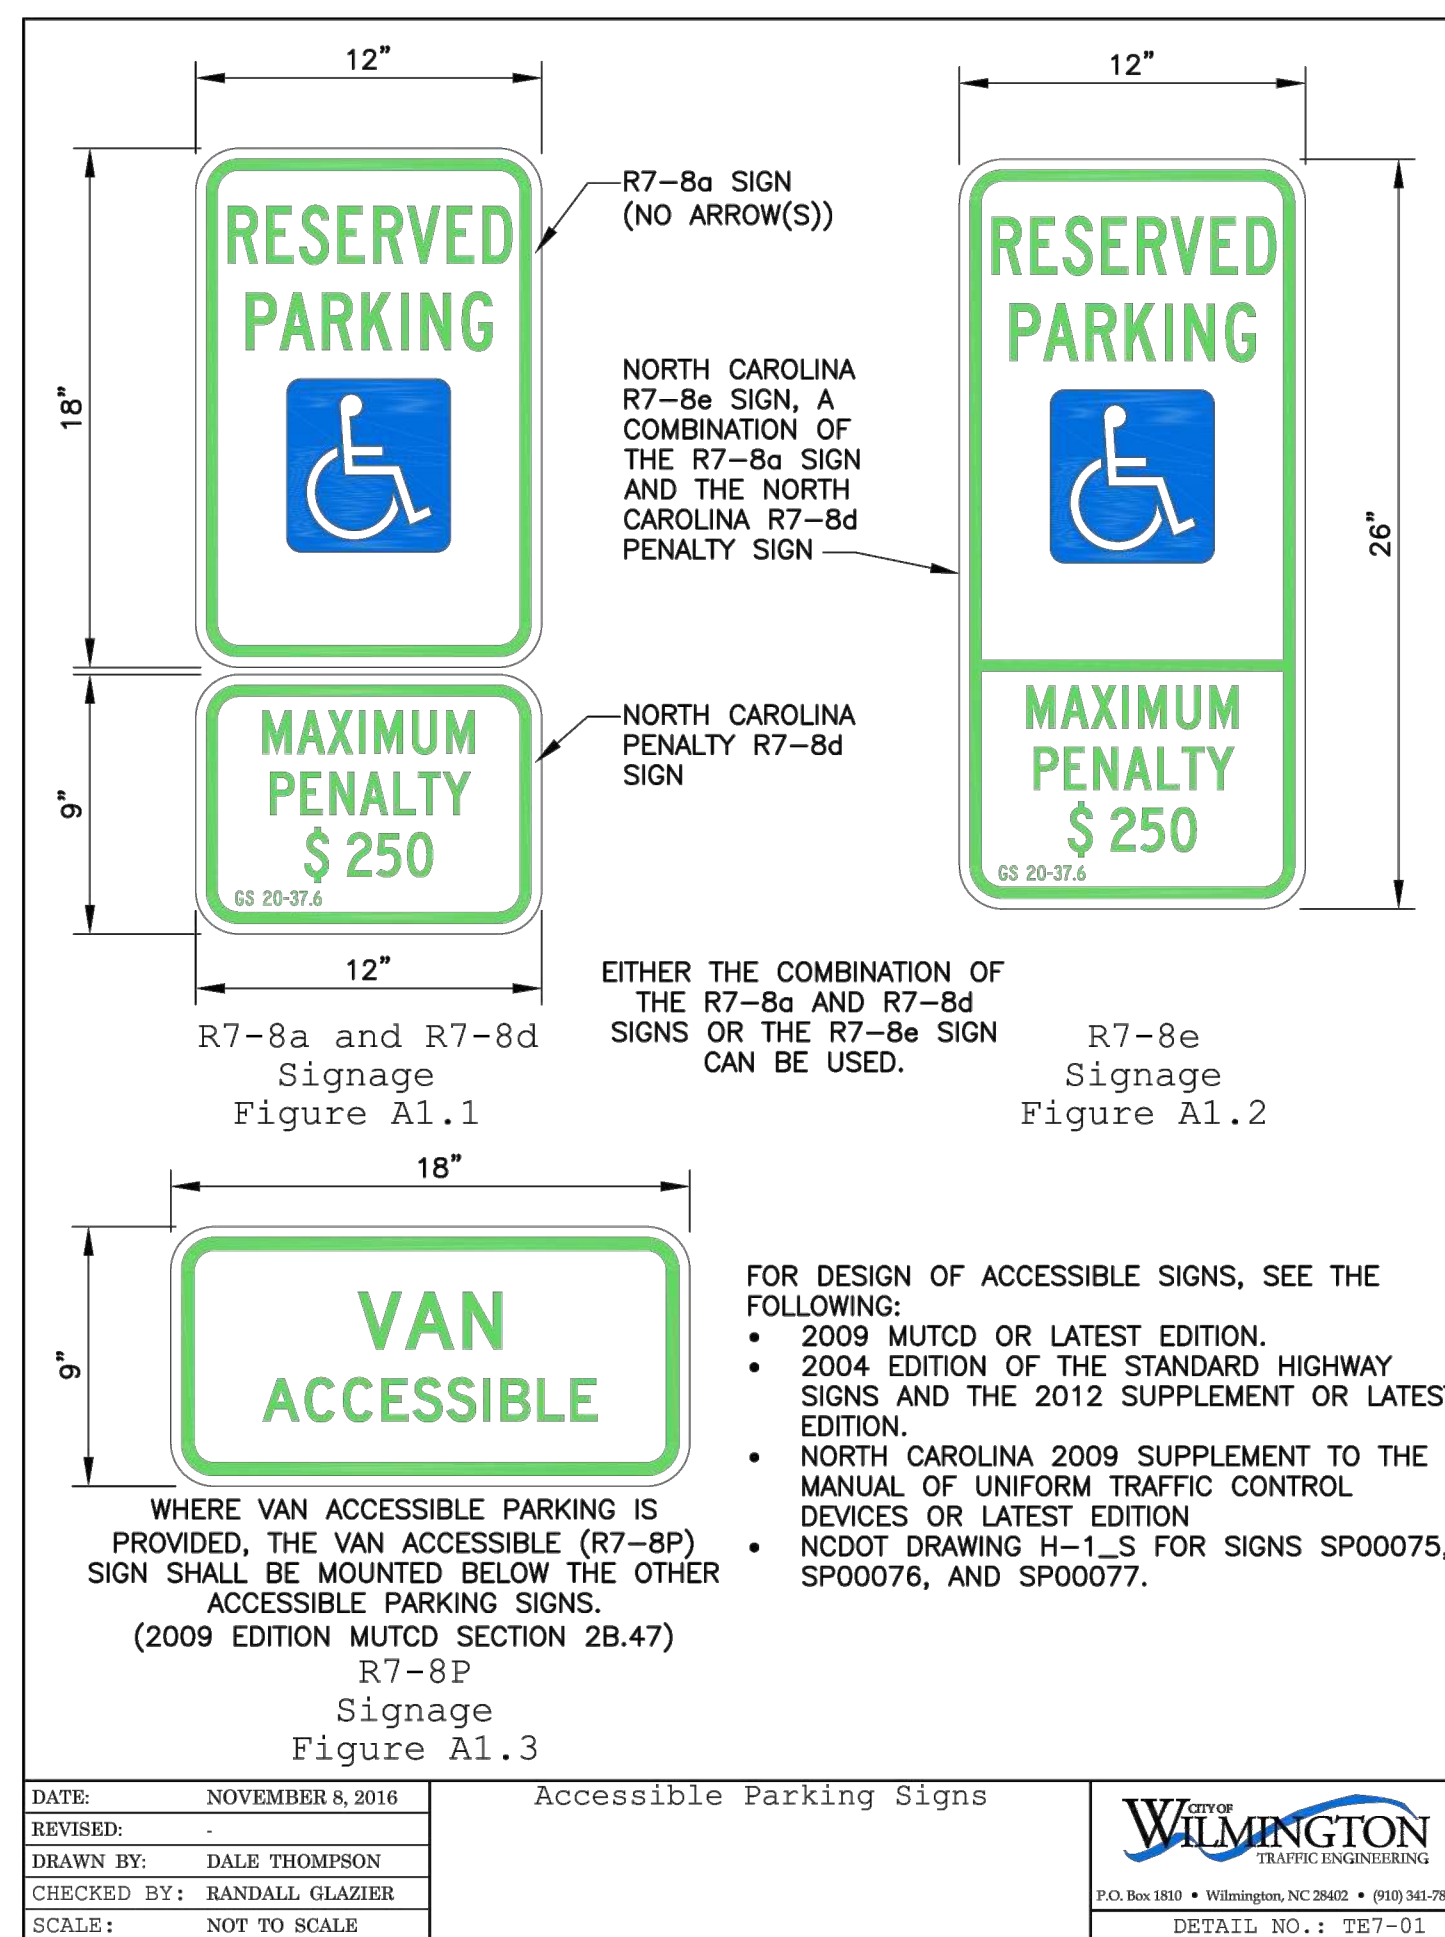 12"
RESERVED
PARKING
18"
R7-8a SIGN
(NO ARROW(S))
MAXIMUM
PENALTY
$ 250
GS 20-37.6
9"
NORTH CAROLINA
PENALTY R7-8d
SIGN
12"
R7-8a and R7-8d
Signage
Figure A1.1
NORTH CAROLINA
R7-8e SIGN, A
COMBINATION OF
THE R7-8a SIGN
AND THE NORTH
CAROLINA R7-8d
PENALTY SIGN
12"
RESERVED
PARKING
26"
MAXIMUM
PENALTY
$ 250
GS 20-37.6
EITHER THE COMBINATION OF
THE R7-8a AND R7-8d
SIGNS OR THE R7-8e SIGN
CAN BE USED.
R7-8e
Signage
Figure A1.2
18"
9"
VAN
ACCESSIBLE
WHERE VAN ACCESSIBLE PARKING IS
PROVIDED, THE VAN ACCESSIBLE (R7-8P)
SIGN SHALL BE MOUNTED BELOW THE OTHER
ACCESSIBLE PARKING SIGNS.
(2009 EDITION MUTCD SECTION 2B.47)
R7-8P
Signage
Figure A1.3
FOR DESIGN OF ACCESSIBLE SIGNS, SEE THE
FOLLOWING:
• 2009 MUTCD OR LATEST EDITION.
• 2004 EDITION OF THE STANDARD HIGHWAY
SIGNS AND THE 2012 SUPPLEMENT OR LATEST
EDITION.
• NORTH CAROLINA 2009 SUPPLEMENT TO THE
MANUAL OF UNIFORM TRAFFIC CONTROL
DEVICES OR LATEST EDITION
• NCDOT DRAWING H-1_S FOR SIGNS SP00075,
SP00076, AND SP00077.
DATE: NOVEMBER 8, 2016
REVISED: -
DRAWN BY: DALE THOMPSON
CHECKED BY: RANDALL GLAZIER
SCALE: NOT TO SCALE
Accessible Parking Signs
CITY OF
WILMINGTON
TRAFFIC ENGINEERING
P.O. Box 1810 • Wilmington, NC 28402 • (910) 341-78
DETAIL NO.: TE7-01